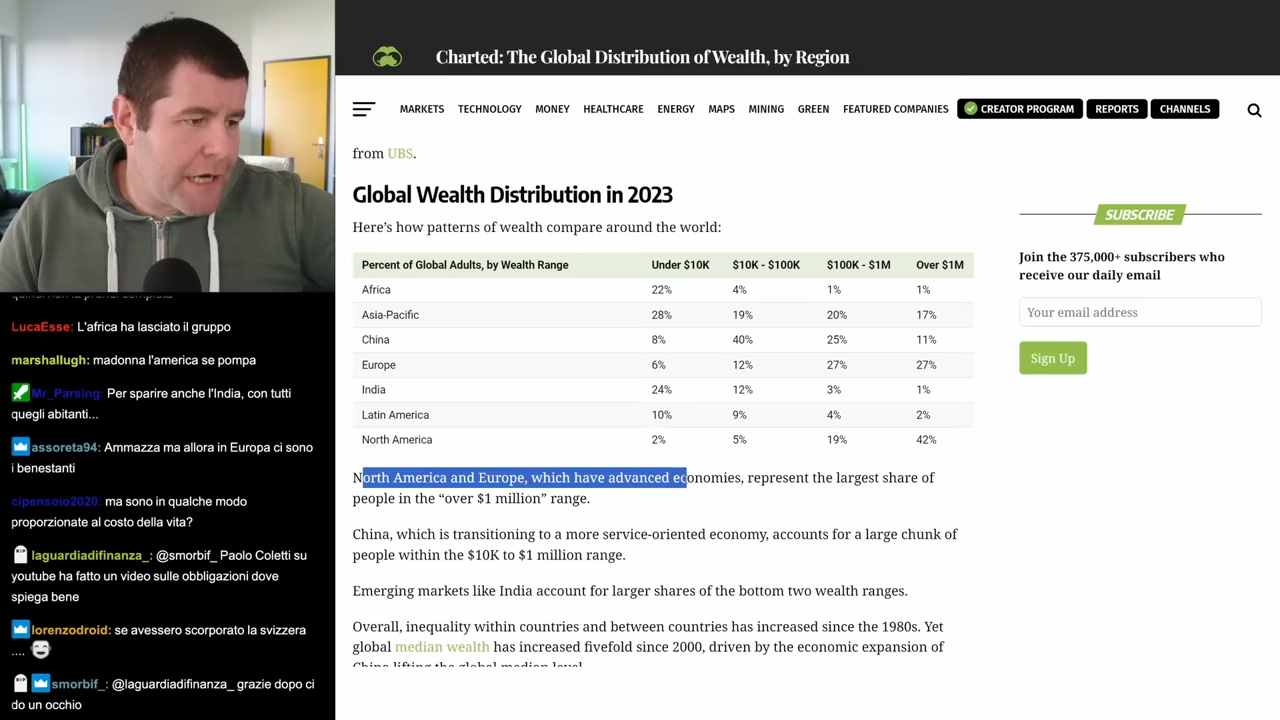 Charted: The Global Distribution of Wealth, by Region
MARKETS TECHNOLOGY MONEY HEALTHCARE ENERGY MAPS MINING GREEN FEATURED COMPANIES CREATOR PROGRAM REPORTS CHANNELS
from UBS.
Global Wealth Distribution in 2023
Here's how patterns of wealth compare around the world:
Percent of Global Adults, by Wealth Range Under $10K $10K - $100K $100K - $1M Over $1M
Africa 22% 4% 1% 1%
Asia-Pacific 28% 19% 20% 17%
China 8% 40% 25% 11%
Europe 6% 12% 27% 27%
India 24% 12% 3% 1%
Latin America 10% 9% 4% 2%
North America 2% 5% 19% 42%
North America and Europe, which have advanced economies, represent the largest share of
people in the “over $1 million” range.
China, which is transitioning to a more service-oriented economy, accounts for a large chunk of
people within the $10K to $1 million range.
Emerging markets like India account for larger shares of the bottom two wealth ranges.
Overall, inequality within countries and between countries has increased since the 1980s. Yet
global median wealth has increased fivefold since 2000, driven by the economic expansion of
China lifting the global median level.
SUBSCRIBE
Join the 375,000+ subscribers who
receive our daily email
Your email address
Sign Up
LucaEsse: L'africa ha lasciato il gruppo
marshallugh: madonna l'america se pompa
Mr_Parsing: Per sparire anche l'India, con tutti
quegli abitanti...
assoreta94: Ammazza ma allora in Europa ci sono
i benestanti
cipensoio2020: ma sono in qualche modo
proporzionate al costo della vita?
laguardiadifinanza_: @smorbif_ Paolo Coletti su
youtube ha fatto un video sulle obbligazioni dove
spiega bene
lorenzodroid: se avessero scorporato la svizzera
....
smorbif_: @laguardiadifinanza_ grazie dopo ci
do un occhio